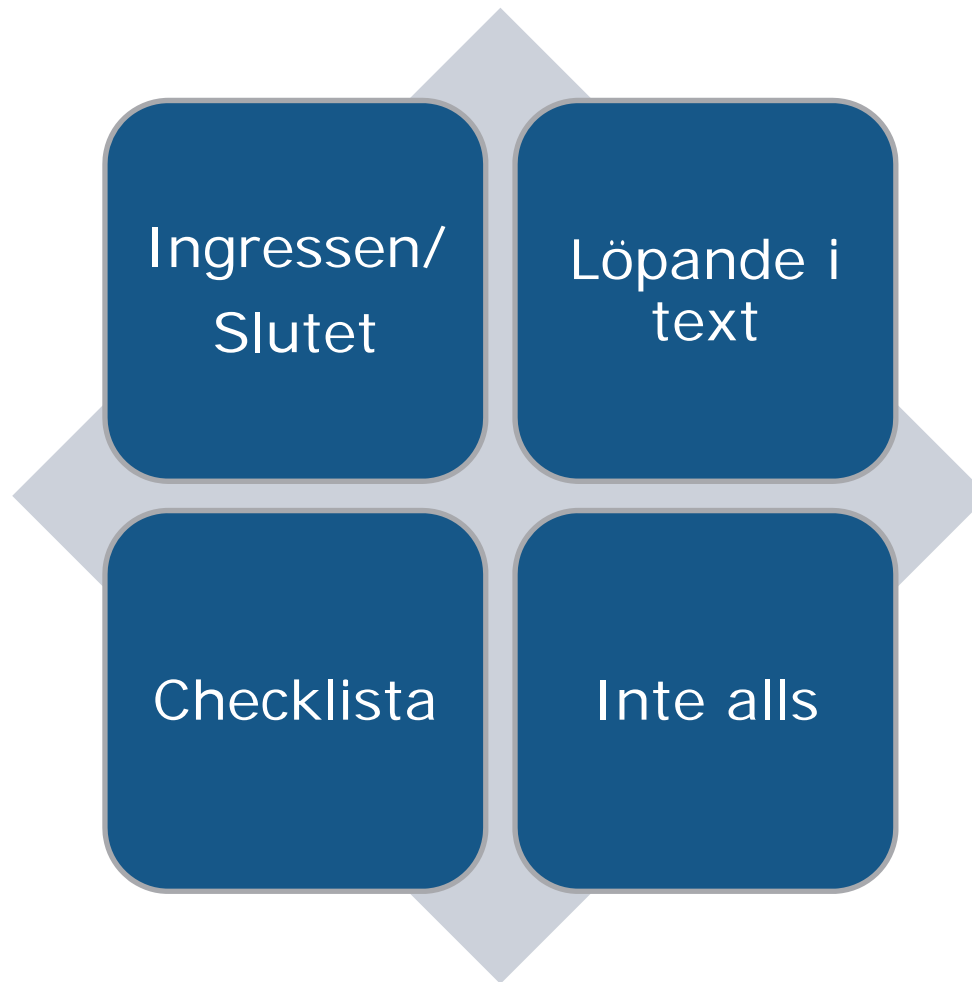 Ingressen/
Slutet
Löpande i
text
Checklista
Inte alls